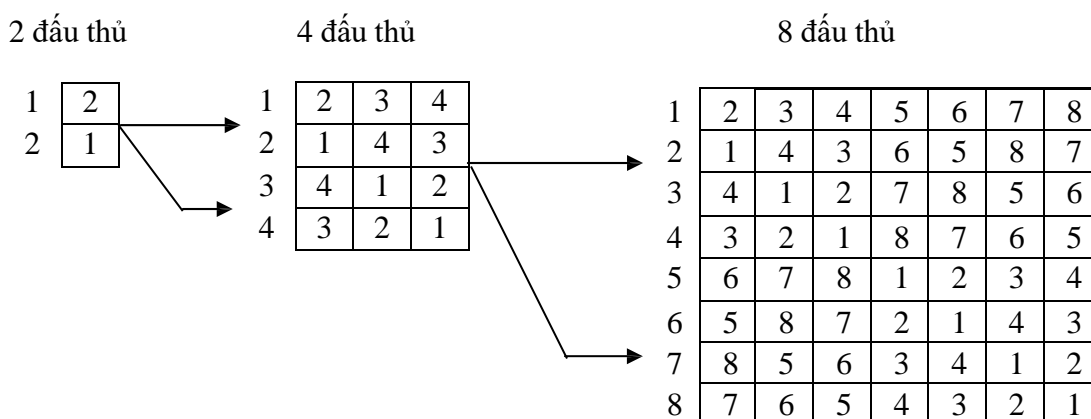 2 đấu thủ
4 đấu thủ
8 đấu thủ
1 2
2 1
1 2 3 4
2 1 4 3
3 4 1 2
4 3 2 1
1 2 3 4 5 6 7 8
2 1 4 3 6 5 8 7
3 4 1 2 7 8 5 6
4 3 2 1 8 7 6 5
5 6 7 8 1 2 3 4
6 5 8 7 2 1 4 3
7 8 5 6 3 4 1 2
8 7 6 5 4 3 2 1